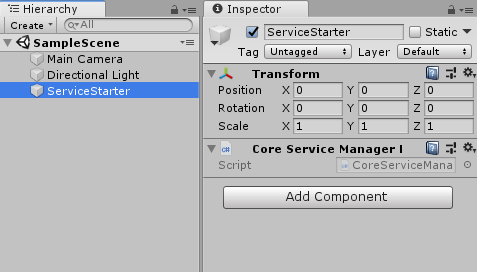 Hierarchy
Create All
SampleScene
Main Camera
Directional Light
ServiceStarter
Inspector
ServiceStarter Static
Tag Untagged Layer Default
Transform
Position X 0 Y 0 Z 0
Rotation X 0 Y 0 Z 0
Scale X 1 Y 1 Z 1
Core Service Manager I
Script CoreServiceMana
Add Component